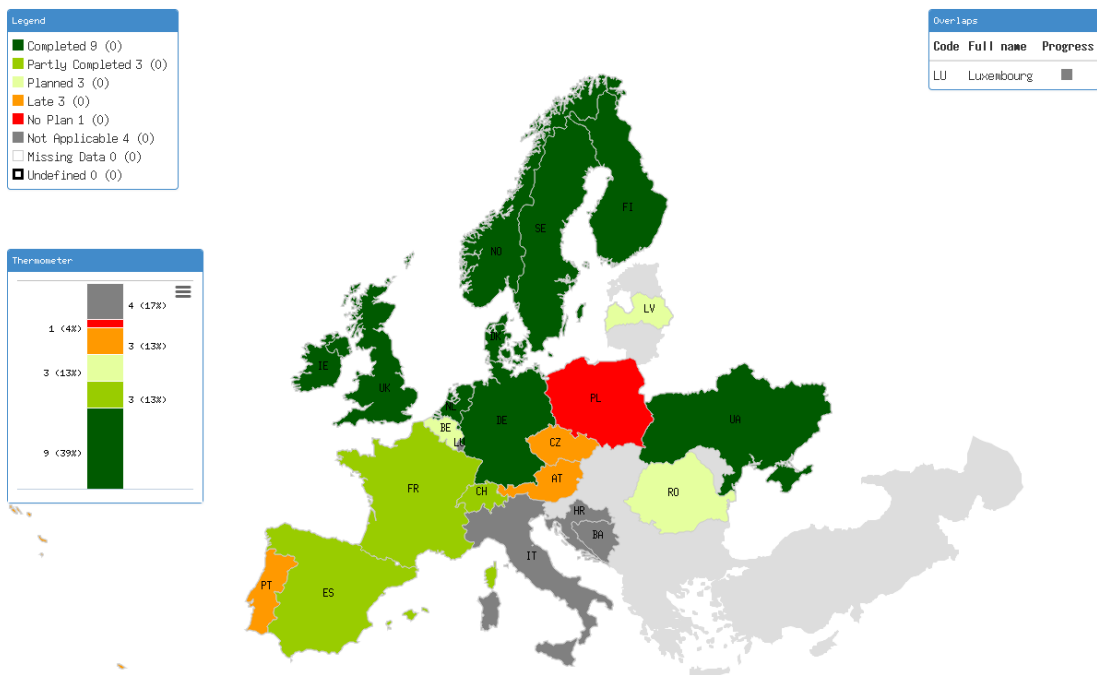 Legend
Completed 9 (0)
Partly Completed 3 (0)
Planned 3 (0)
Late 3 (0)
No Plan 1 (0)
Not Applicable 4 (0)
Missing Data 0 (0)
Undefined 0 (0)
Overlaps
Code Full name Progress
LU Luxembourg
Thermometer
4 (17%)
1 (4%)
3 (13%)
3 (13%)
3 (13%)
9 (39%)
FI
SE
NO
LV
DK
IE
UK
NL
DE
PL
UA
BE
LU
CZ
FR
CH
AT
RO
HR
BA
IT
PT
ES